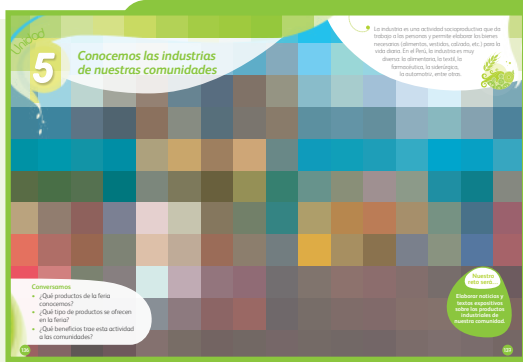 Unidad
5
Conocemos las industrias
de nuestras comunidades
La industria es una actividad socioproductiva que da
trabajo a las personas y permite elaborar los bienes
necesarios (alimentos, vestidos, calzado, etc.) para la
vida diaria. En el Perú, la industria es muy
diversa: la alimentaria, la textil, la
farmacéutica, la siderúrgica,
la automotriz, entre otras.
Conversamos
• ¿Qué productos de la feria
conocemos?
• ¿Qué tipo de productos se ofrecen
en la feria?
• ¿Qué beneficios trae esta actividad
a las comunidades?
Nuestro
reto será...
Elaborar noticias y
textos expositivos
sobre los productos
industriales de
nuestra comunidad.